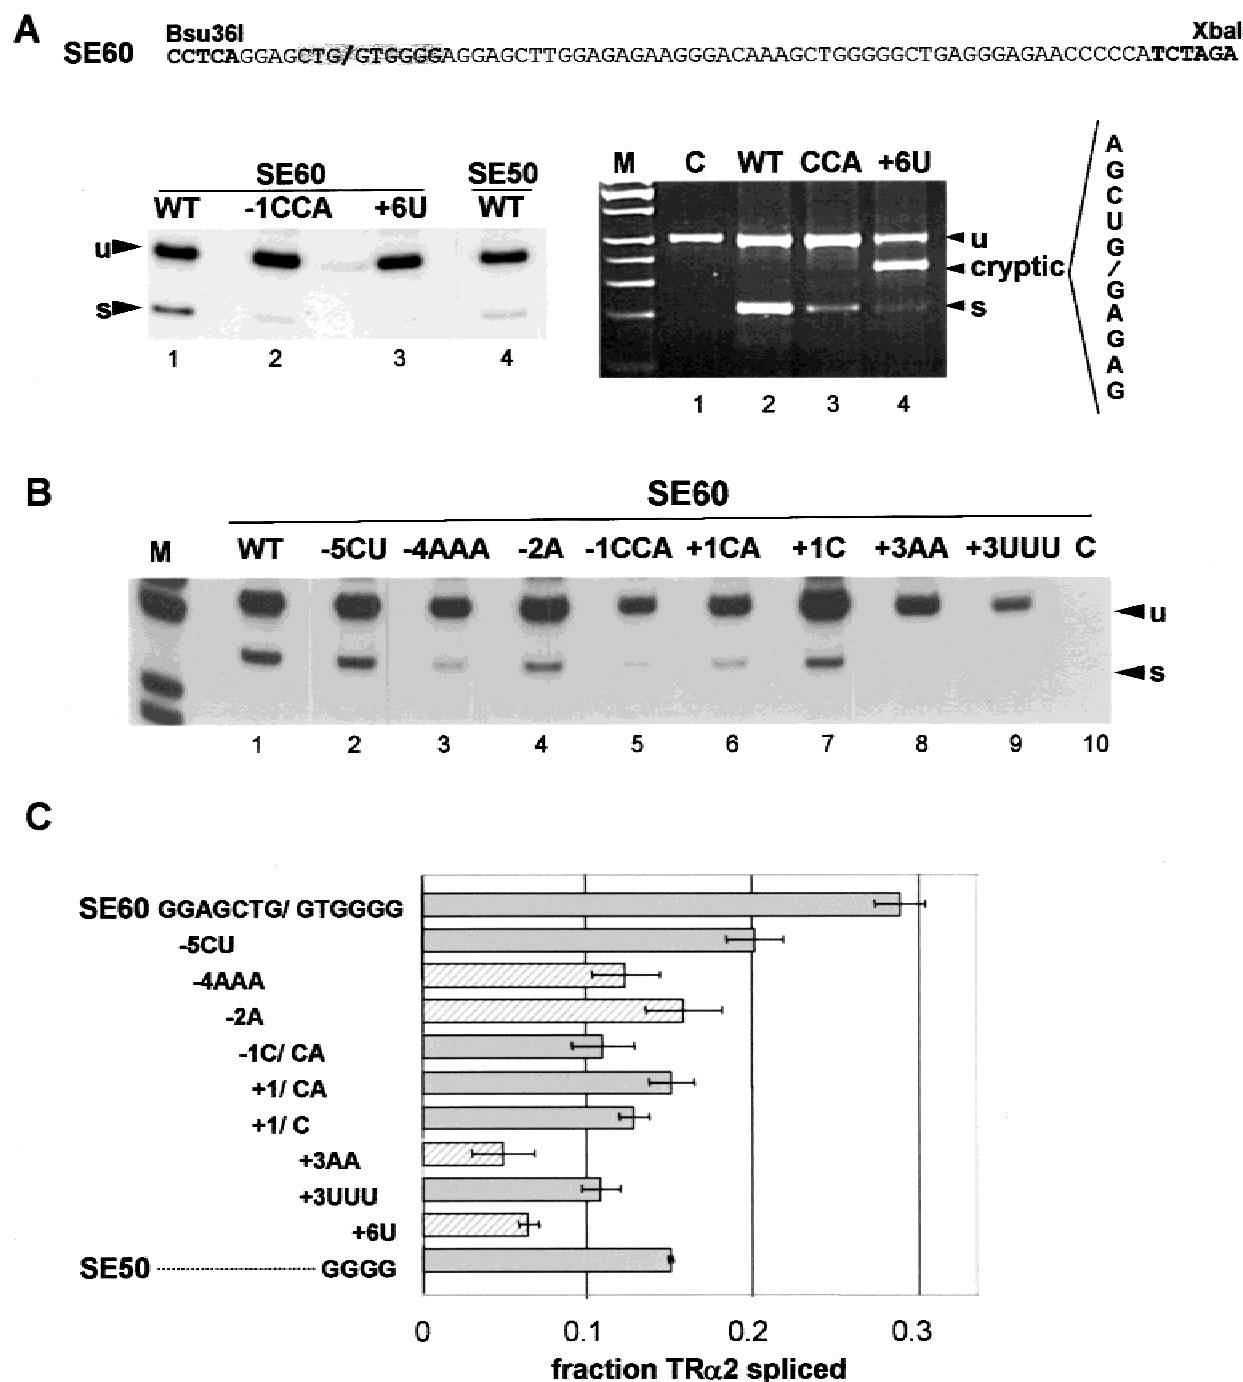 A
Bsu36I XbaI
SE60 CCTCAGGAGCTG/GTGGGGAGGAGCTTGGAGAGAAGGGACAAAGCTGGGGGCTGAGGGAGAACCCCCATCTAGA
SE60 SE50
WT -1CCA +6U WT
u
s
1 2 3 4
M C WT CCA +6U
u
cryptic
s
1 2 3 4
A
G
C
U
G
/
G
A
G
A
G
B
SE60
M WT -5CU -4AAA -2A -1CCA +1CA +1C +3AA +3UUU C
u
s
1 2 3 4 5 6 7 8 9 10
C
SE60 GGAGCTG/ GTGGGG
-5CU
-4AAA
-2A
-1C/ CA
+1/ CA
+1/ C
+3AA
+3UUU
+6U
SE50 GGGG
0 0.1 0.2 0.3
fraction TRα2 spliced